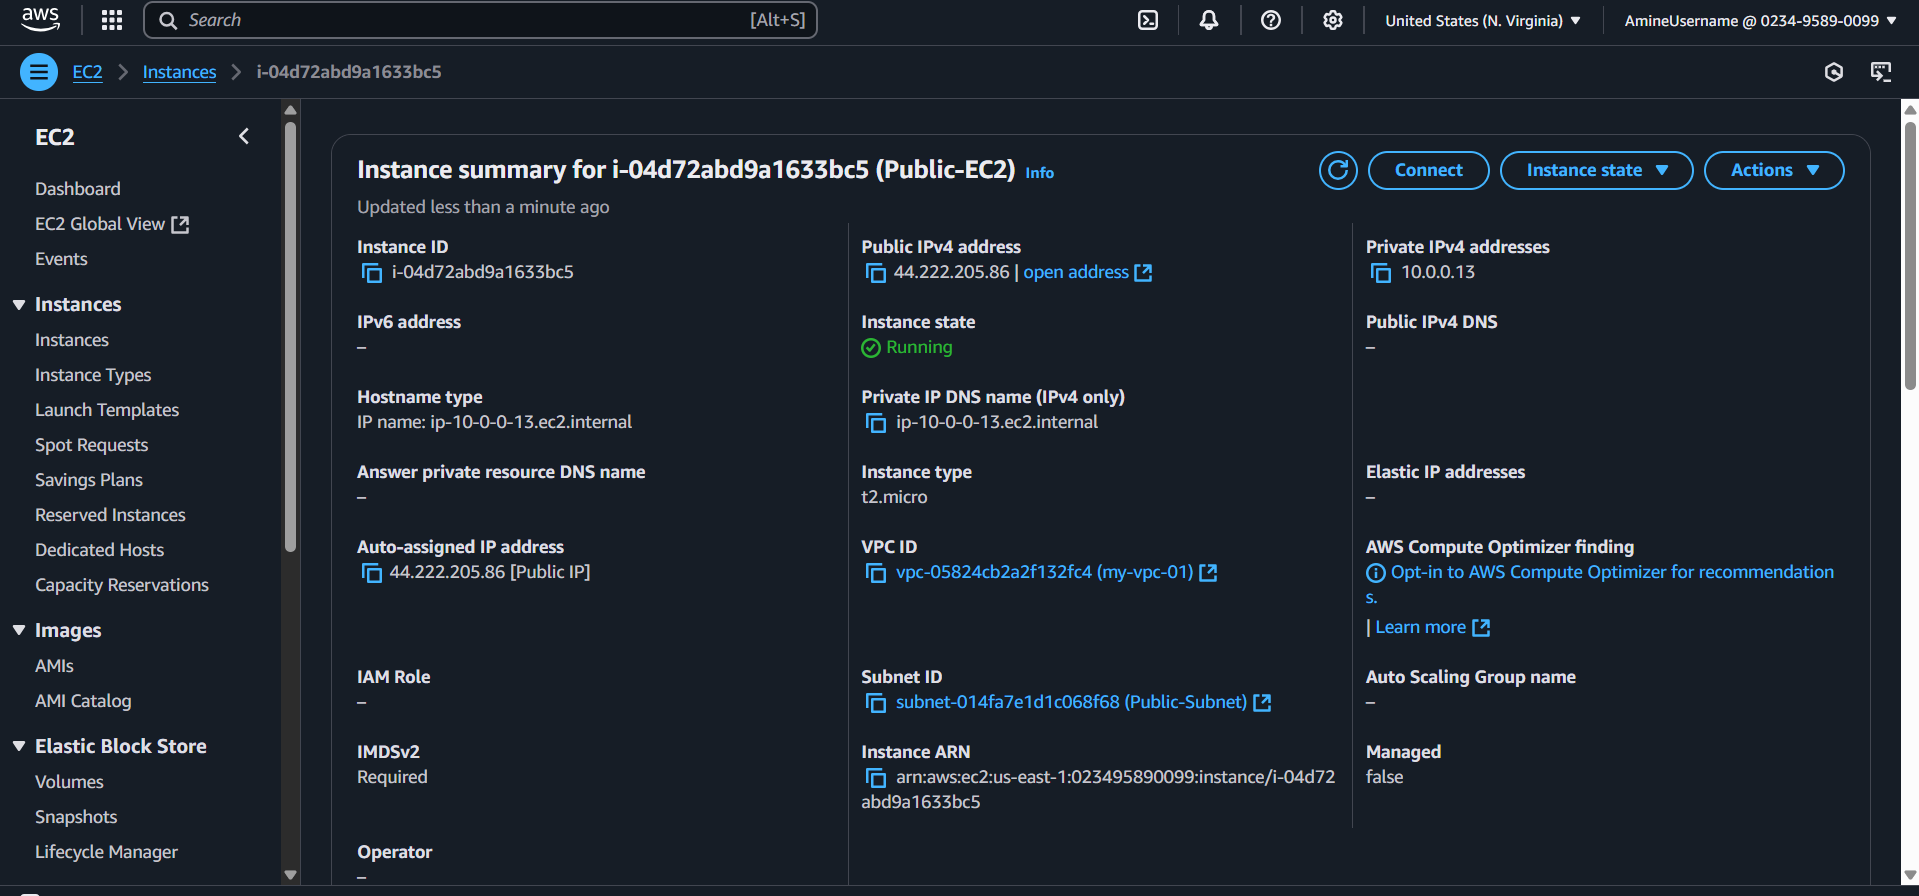 aws
Search [Alt+S]
United States (N. Virginia) ▼
AmineUsername @ 0234-9589-0099 ▼
EC2 > Instances > i-04d72abd9a1633bc5
EC2
Dashboard
EC2 Global View
Events
Instances
Instances
Instance Types
Launch Templates
Spot Requests
Savings Plans
Reserved Instances
Dedicated Hosts
Capacity Reservations
Images
AMIs
AMI Catalog
Elastic Block Store
Volumes
Snapshots
Lifecycle Manager
Instance summary for i-04d72abd9a1633bc5 (Public-EC2) Info
Updated less than a minute ago
Connect
Instance state ▼
Actions ▼
Instance ID
i-04d72abd9a1633bc5
Public IPv4 address
44.222.205.86 | open address
Private IPv4 addresses
10.0.0.13
IPv6 address
–
Instance state
Running
Public IPv4 DNS
–
Hostname type
IP name: ip-10-0-0-13.ec2.internal
Private IP DNS name (IPv4 only)
ip-10-0-0-13.ec2.internal
Answer private resource DNS name
–
Instance type
t2.micro
Elastic IP addresses
–
Auto-assigned IP address
44.222.205.86 [Public IP]
VPC ID
vpc-05824cb2a2f132fc4 (my-vpc-01)
AWS Compute Optimizer finding
Opt-in to AWS Compute Optimizer for recommendation
s.
| Learn more
IAM Role
–
Subnet ID
subnet-014fa7e1d1c068f68 (Public-Subnet)
Auto Scaling Group name
–
IMDSv2
Required
Instance ARN
arn:aws:ec2:us-east-1:023495890099:instance/i-04d72
abd9a1633bc5
Managed
false
Operator
–